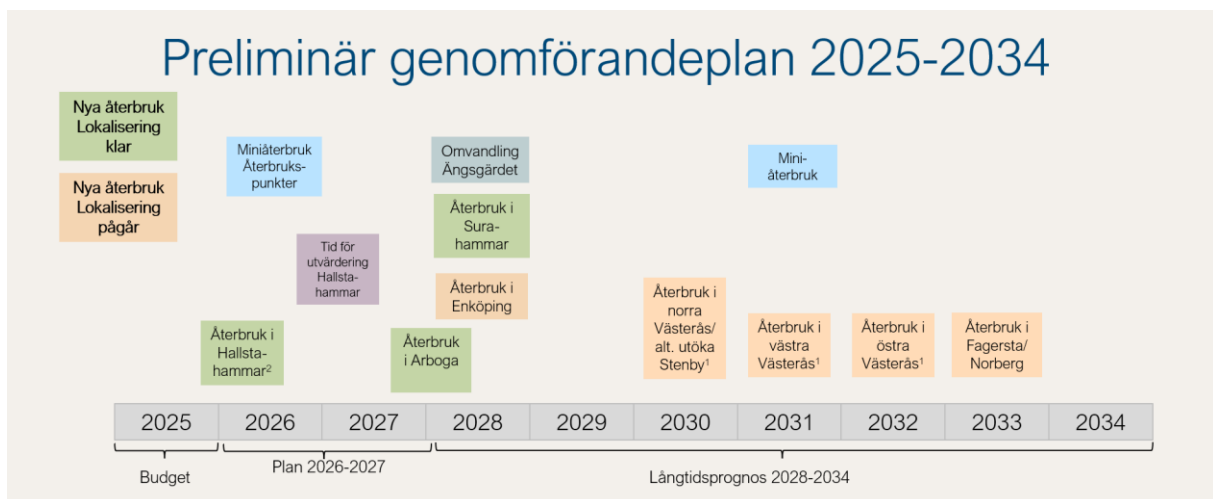 Preliminär genomförandeplan 2025-2034
Nya återbruk
Lokalisering
klar
Nya återbruk
Lokalisering
pågår
Miniåterbruk
Återbruks-
punkter
Tid för
utvärdering
Hallsta-
hammar
Återbruk i
Hallsta-
hammar²
Återbruk
i Arboga
Omvandling
Ängsgärdet
Återbruk i
Sura-
hammar
Återbruk i
Enköping
Återbruk i
norra
Västerås/
alt. utöka
Stenby¹
Mini-
återbruk
Återbruk i
västra
Västerås¹
Återbruk i
östra
Västerås¹
Återbruk i
Fagersta/
Norberg
2025 2026 2027 2028 2029 2030 2031 2032 2033 2034
Budget
Plan 2026-2027
Långtidsprognos 2028-2034